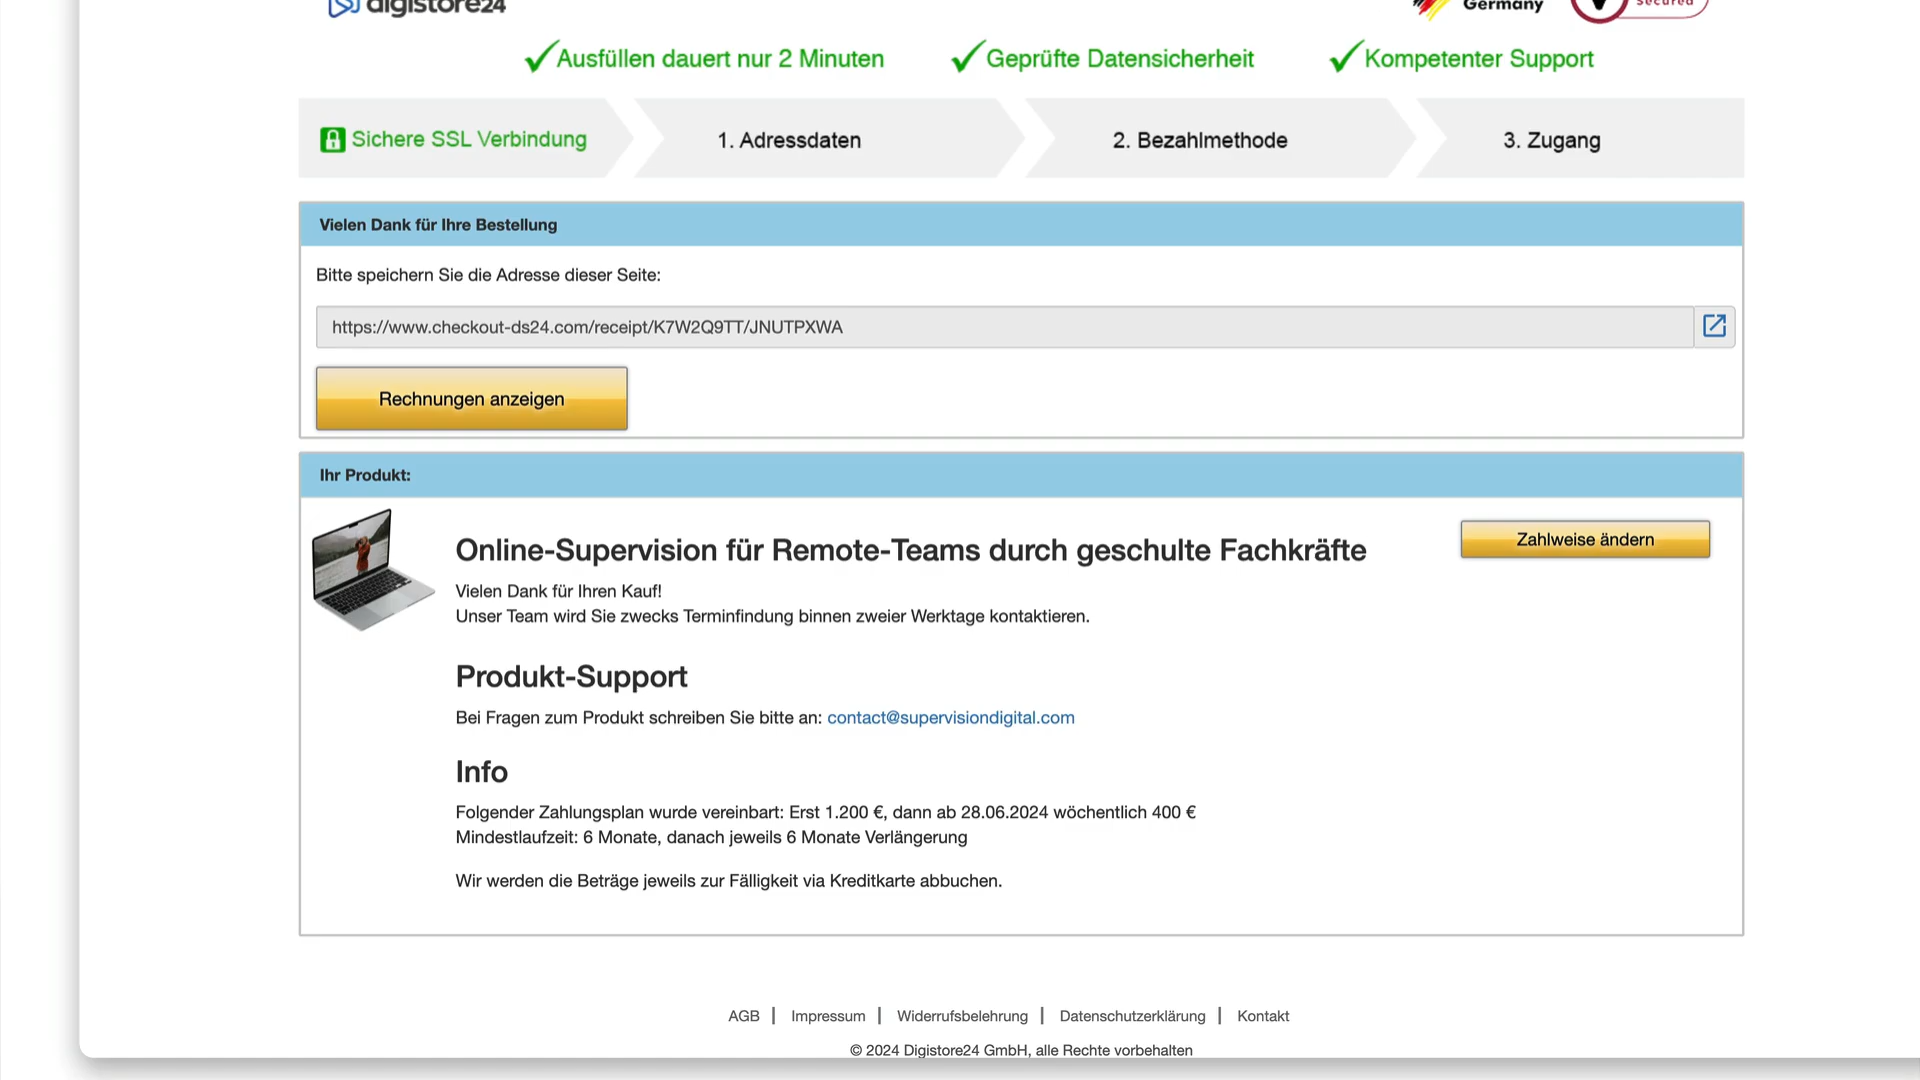 digistore24
Germany
Secured
Ausfüllen dauert nur 2 Minuten
Geprüfte Datensicherheit
Kompetenter Support
Sichere SSL Verbindung
1. Adressdaten
2. Bezahlmethode
3. Zugang
Vielen Dank für Ihre Bestellung
Bitte speichern Sie die Adresse dieser Seite:
https://www.checkout-ds24.com/receipt/K7W2Q9TT/JNUTPXWA
Rechnungen anzeigen
Ihr Produkt:
Online-Supervision für Remote-Teams durch geschulte Fachkräfte
Zahlweise ändern
Vielen Dank für Ihren Kauf!
Unser Team wird Sie zwecks Terminfindung binnen zweier Werktage kontaktieren.
Produkt-Support
Bei Fragen zum Produkt schreiben Sie bitte an: contact@supervisiondigital.com
Info
Folgender Zahlungsplan wurde vereinbart: Erst 1.200 €, dann ab 28.06.2024 wöchentlich 400 €
Mindestlaufzeit: 6 Monate, danach jeweils 6 Monate Verlängerung
Wir werden die Beträge jeweils zur Fälligkeit via Kreditkarte abbuchen.
AGB | Impressum | Widerrufsbelehrung | Datenschutzerklärung | Kontakt
© 2024 Digistore24 GmbH, alle Rechte vorbehalten